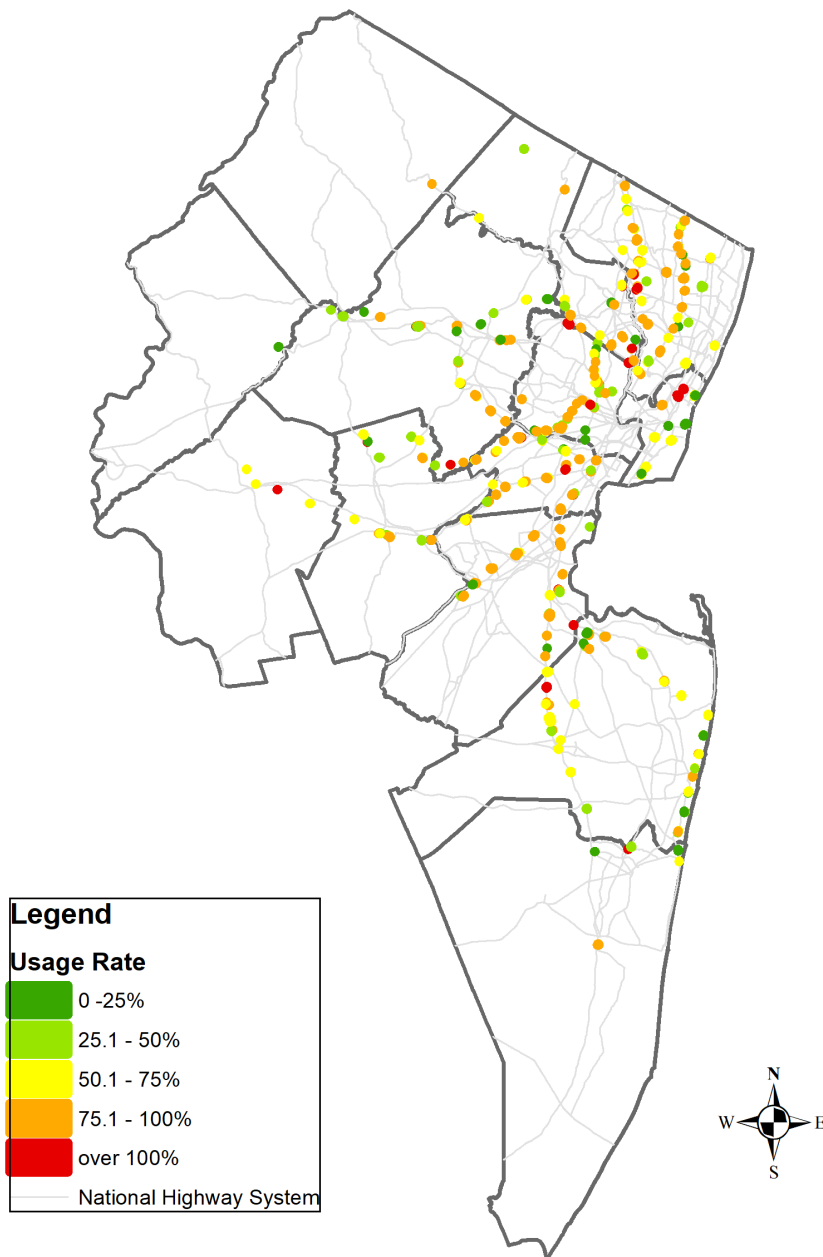 Legend
Usage Rate
0 -25%
25.1 - 50%
50.1 - 75%
75.1 - 100%
over 100%
National Highway System
N
W
E
S